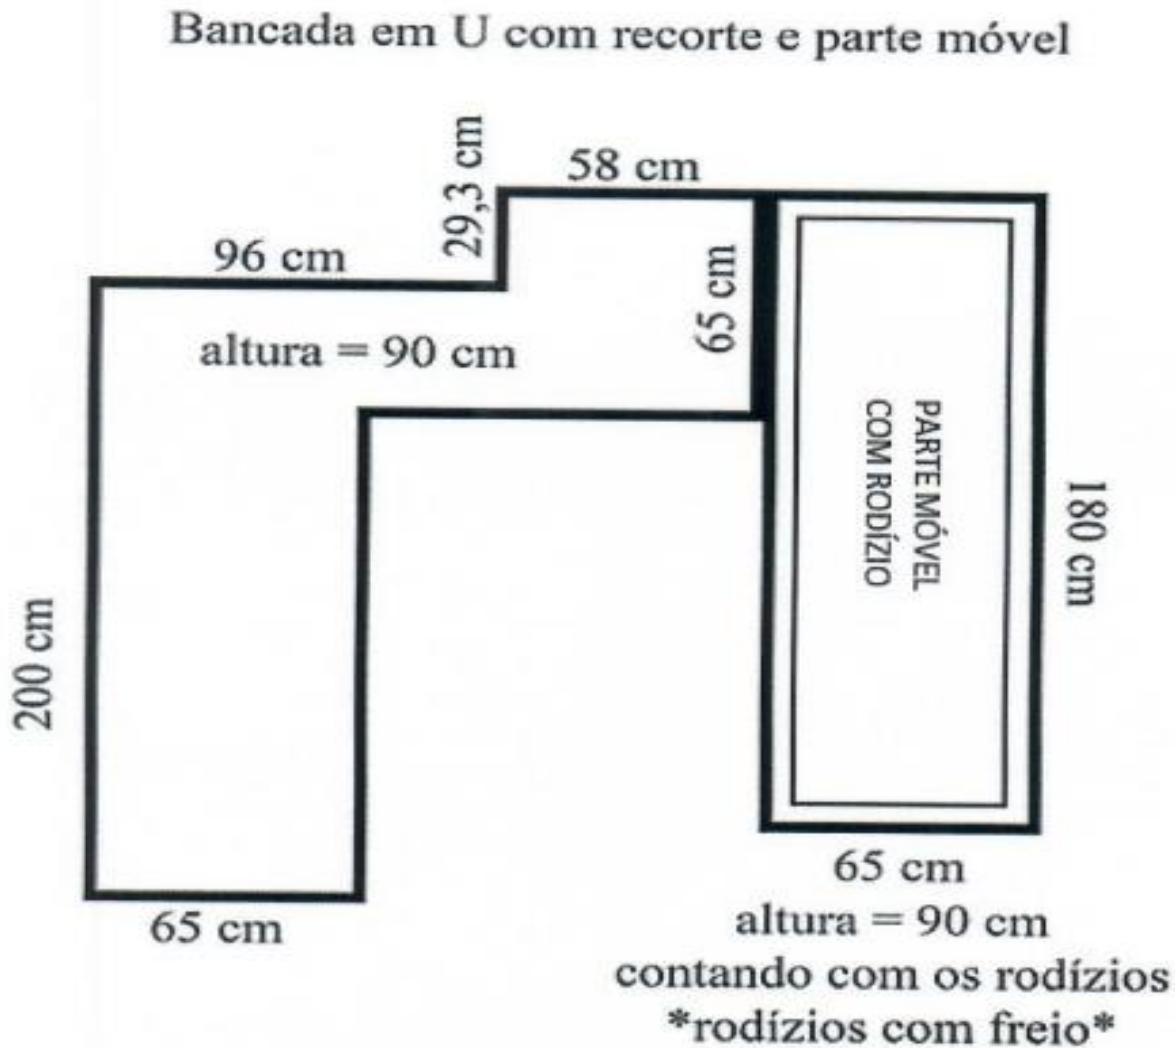 Bancada em U com recorte e parte móvel
29,3 cm
58 cm
96 cm
65 cm
altura = 90 cm
PARTE MÓVEL
COM RODÍZIO
180 cm
200 cm
65 cm
65 cm
altura = 90 cm
contando com os rodízios
*rodízios com freio*